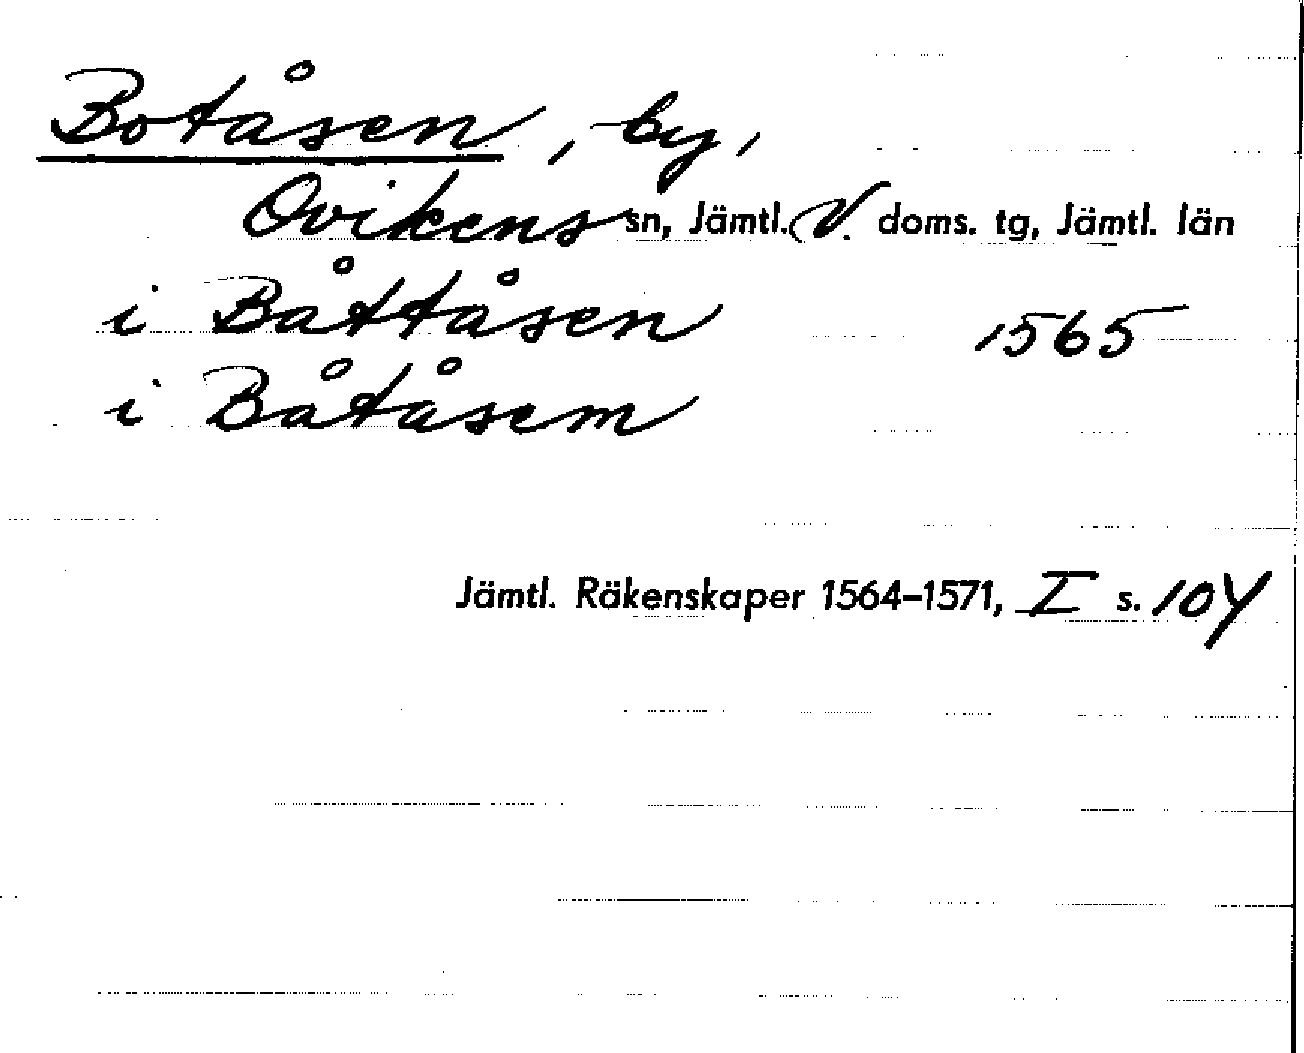 Botåsen, by,
Ovikens sn, Jämtl. V. doms. tg, Jämtl. län
i Båttåsen 1565
i Båtåsem
Jämtl. Räkenskaper 1564–1571, I s. 104